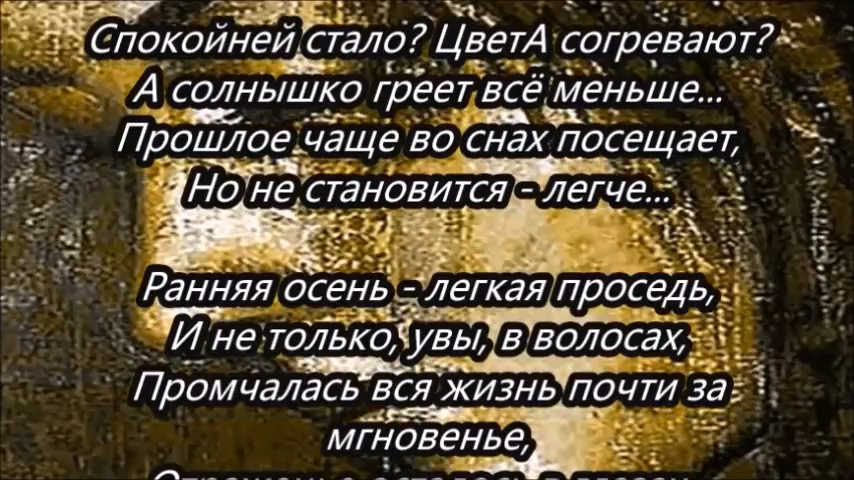 Спокойней стало? ЦветА согревают?
А солнышко греет всё меньше...
Прошлое чаще во снах посещает,
Но не становится - легче...
Ранняя осень - легкая проседь,
И не только, увы, в волосах,
Промчалась вся жизнь почти за
мгновенье,